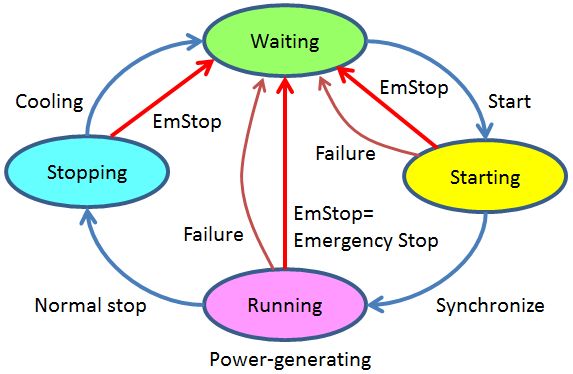 Waiting
Cooling
EmStop
EmStop
Start
Failure
Stopping
Starting
EmStop=
Emergency Stop
Failure
Normal stop
Running
Synchronize
Power-generating